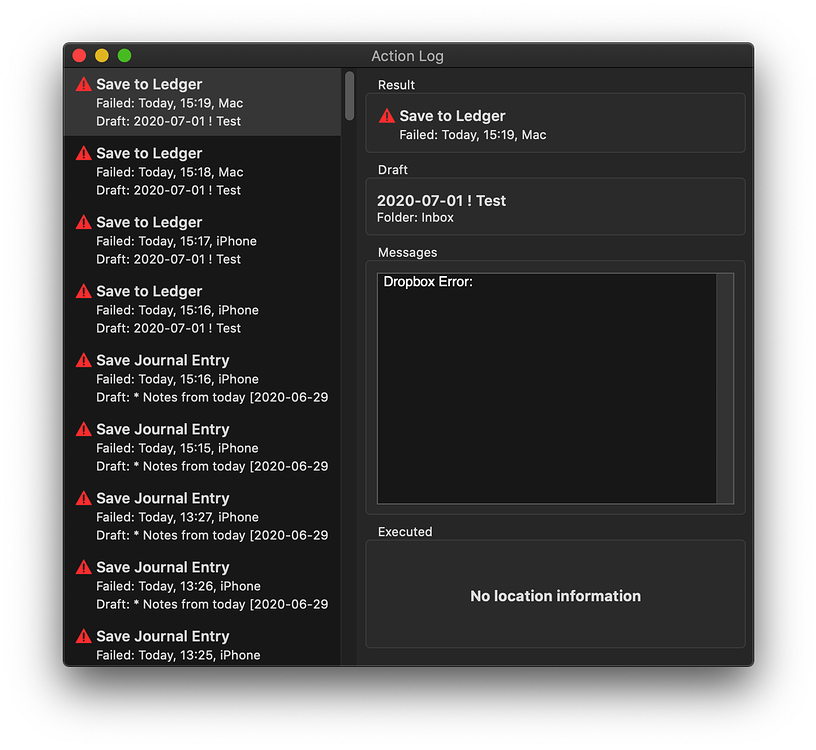 Action Log
Save to Ledger
Failed: Today, 15:19, Mac
Draft: 2020-07-01 ! Test
Save to Ledger
Failed: Today, 15:18, Mac
Draft: 2020-07-01 ! Test
Save to Ledger
Failed: Today, 15:17, iPhone
Draft: 2020-07-01 ! Test
Save to Ledger
Failed: Today, 15:16, iPhone
Draft: 2020-07-01 ! Test
Save Journal Entry
Failed: Today, 15:16, iPhone
Draft: * Notes from today [2020-06-29
Save Journal Entry
Failed: Today, 15:15, iPhone
Draft: * Notes from today [2020-06-29
Save Journal Entry
Failed: Today, 13:27, iPhone
Draft: * Notes from today [2020-06-29
Save Journal Entry
Failed: Today, 13:26, iPhone
Draft: * Notes from today [2020-06-29
Save Journal Entry
Failed: Today, 13:25, iPhone
Result
Save to Ledger
Failed: Today, 15:19, Mac
Draft
2020-07-01 ! Test
Folder: Inbox
Messages
Dropbox Error:
Executed
No location information